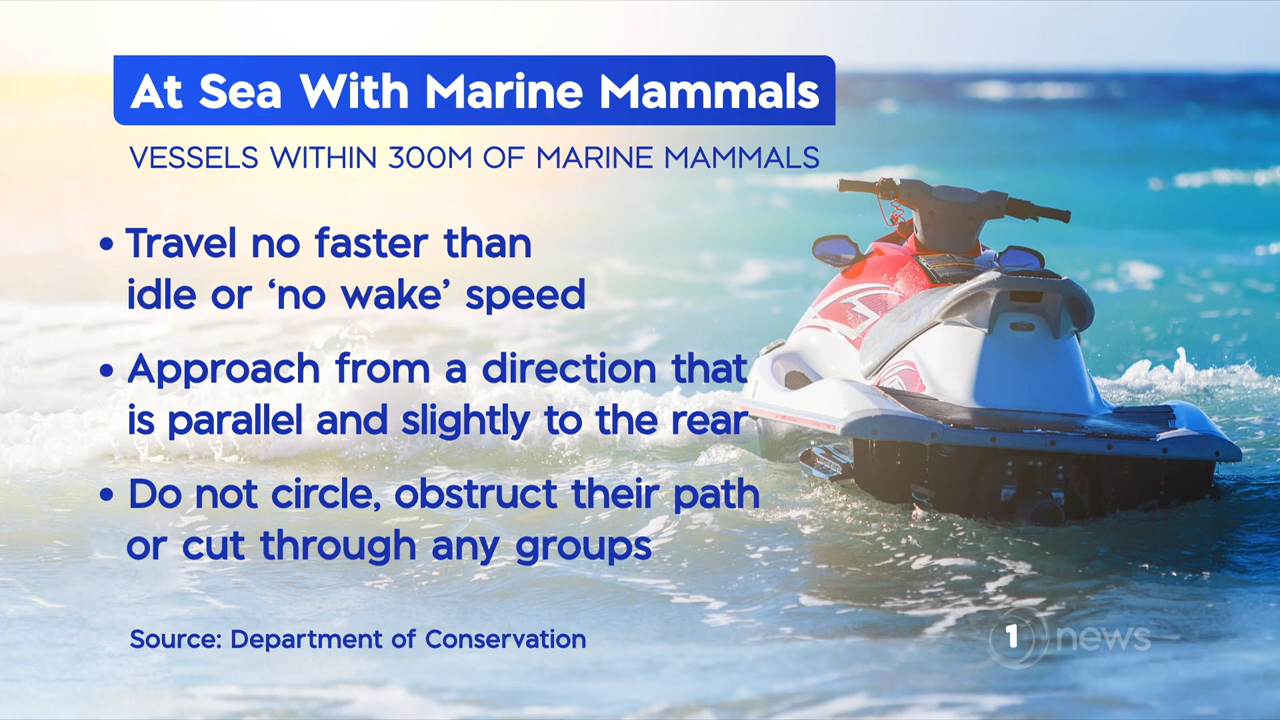 At Sea With Marine Mammals
VESSELS WITHIN 300M OF MARINE MAMMALS
• Travel no faster than
idle or ‘no wake’ speed
• Approach from a direction that
is parallel and slightly to the rear
• Do not circle, obstruct their path
or cut through any groups
Source: Department of Conservation
1 news